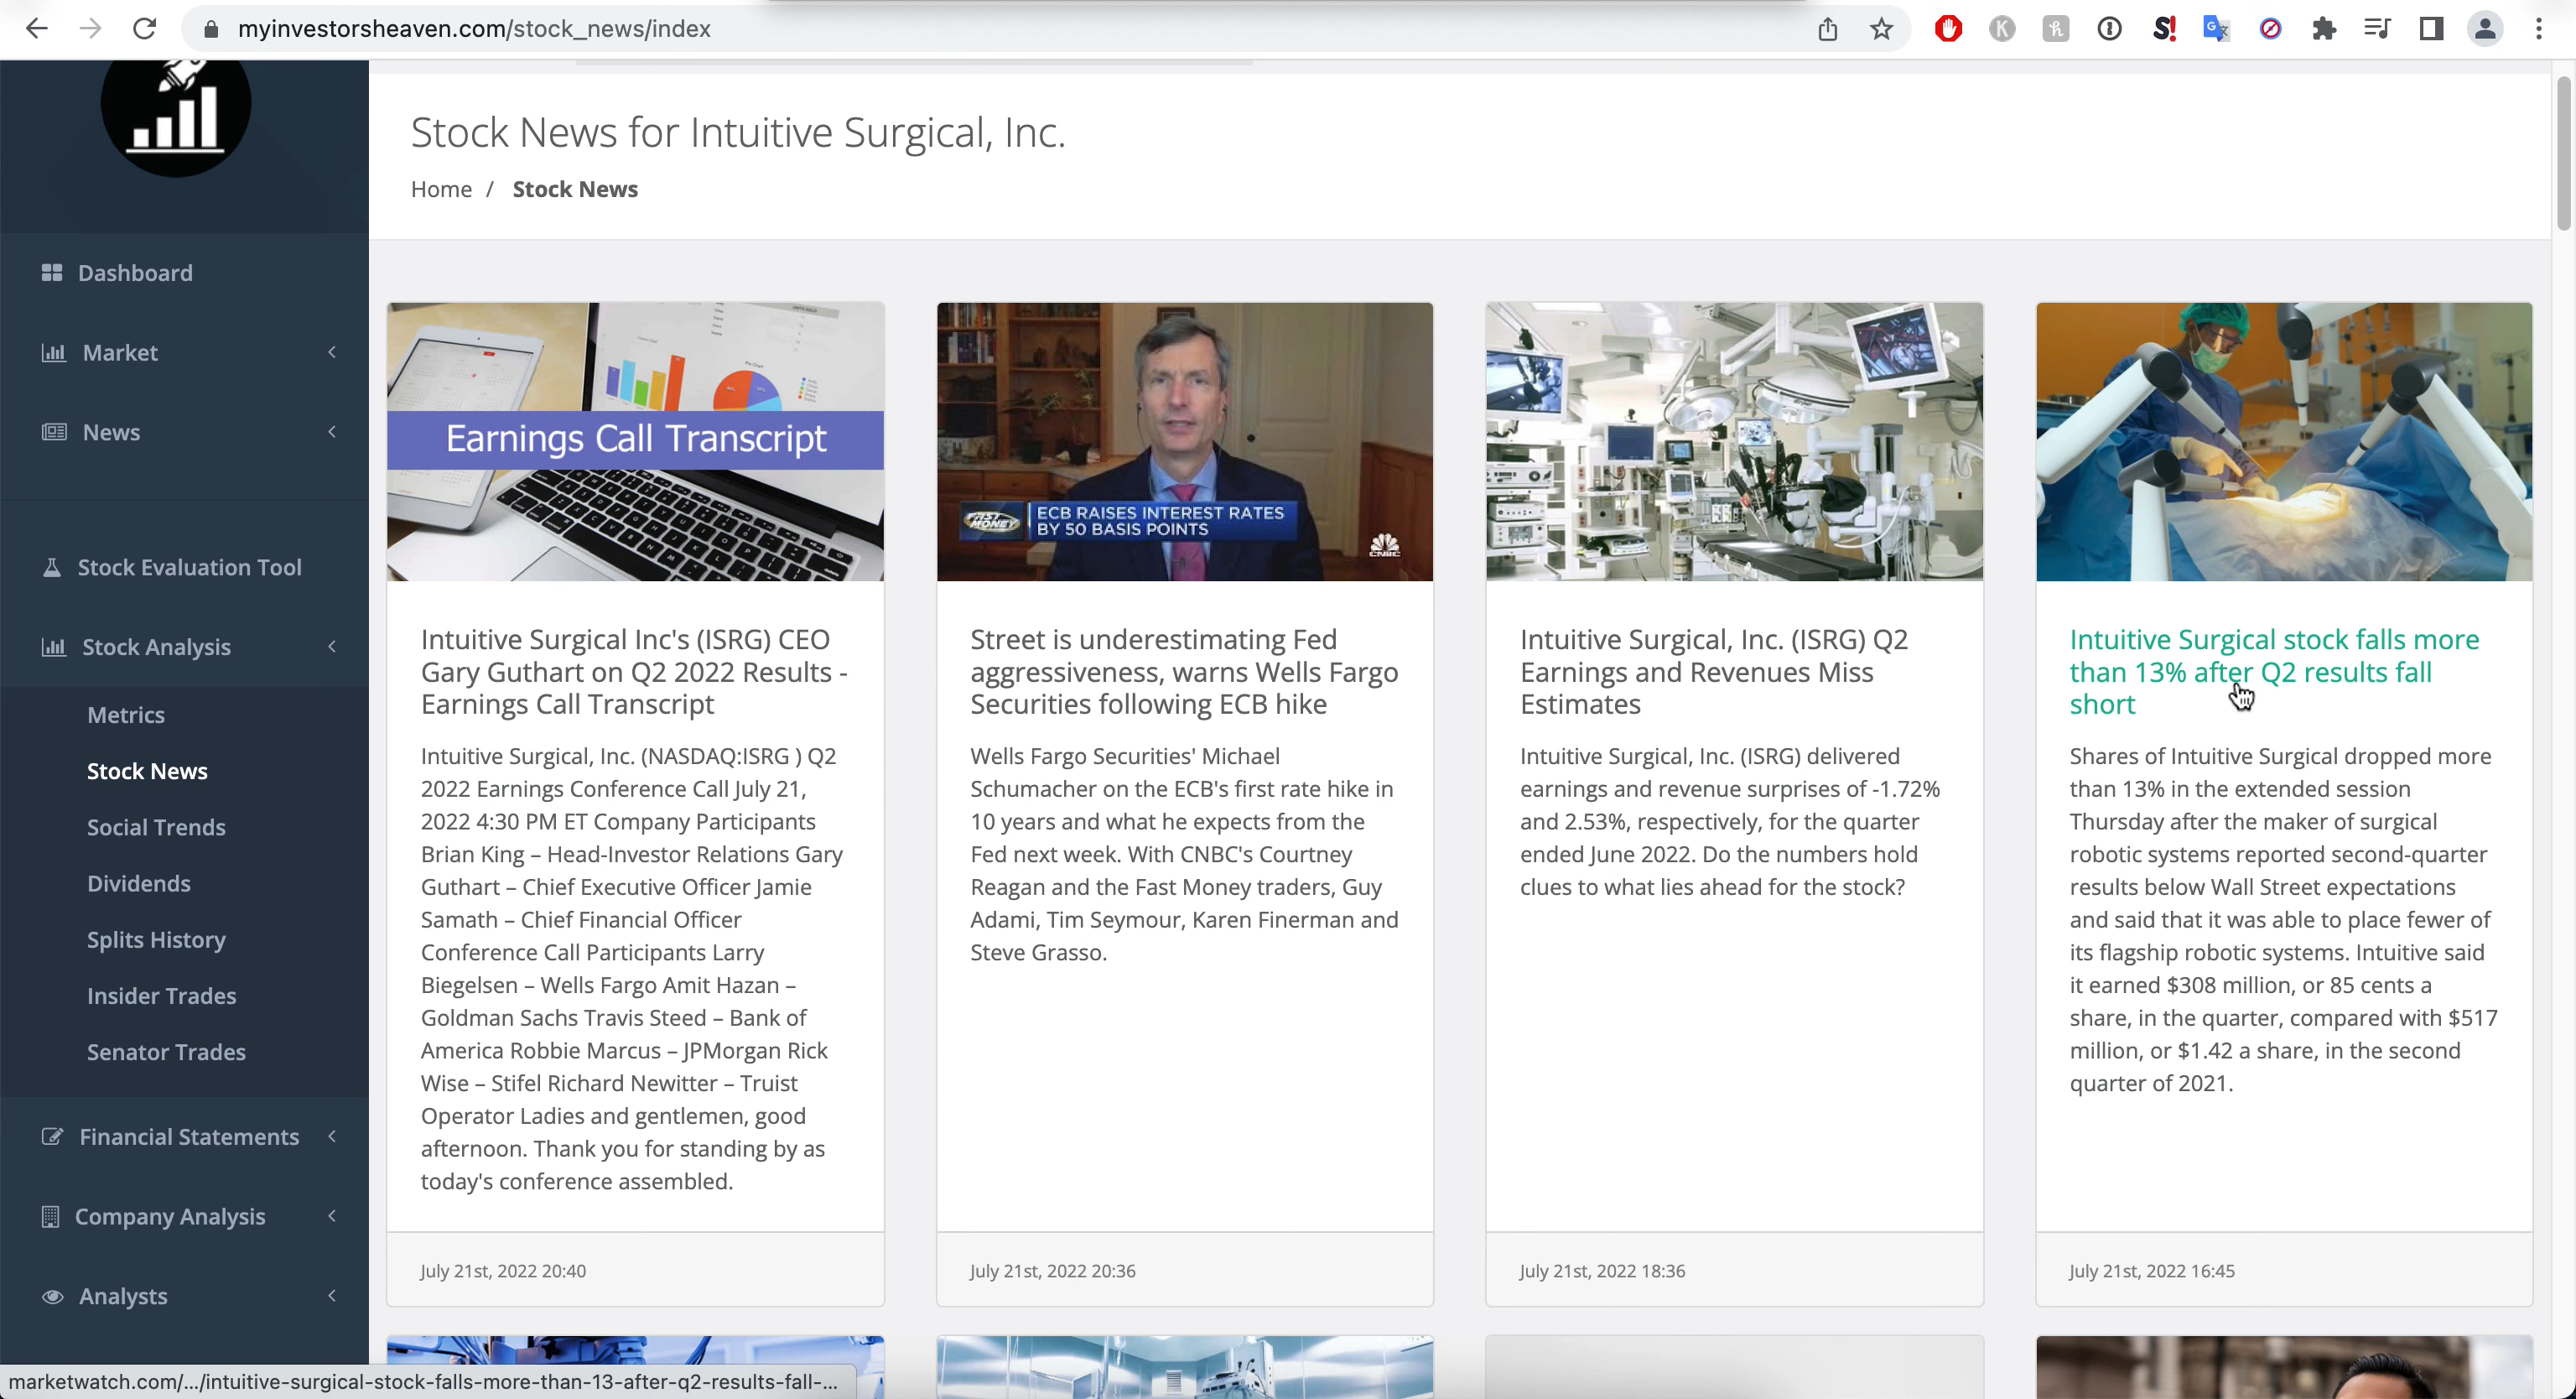 myinvestorsheaven.com/stock_news/index
Stock News for Intuitive Surgical, Inc.
Home / Stock News
Dashboard
Market
News
Stock Evaluation Tool
Stock Analysis
Metrics
Stock News
Social Trends
Dividends
Splits History
Insider Trades
Senator Trades
Financial Statements
Company Analysis
Analysts
Earnings Call Transcript
Intuitive Surgical Inc's (ISRG) CEO
Gary Guthart on Q2 2022 Results -
Earnings Call Transcript
Intuitive Surgical, Inc. (NASDAQ:ISRG ) Q2
2022 Earnings Conference Call July 21,
2022 4:30 PM ET Company Participants
Brian King – Head-Investor Relations Gary
Guthart – Chief Executive Officer Jamie
Samath – Chief Financial Officer
Conference Call Participants Larry
Biegelsen – Wells Fargo Amit Hazan –
Goldman Sachs Travis Steed – Bank of
America Robbie Marcus – JPMorgan Rick
Wise – Stifel Richard Newitter – Truist
Operator Ladies and gentlemen, good
afternoon. Thank you for standing by as
today's conference assembled.
July 21st, 2022 20:40
FAST MONEY
ECB RAISES INTEREST RATES
BY 50 BASIS POINTS
CNBC
Street is underestimating Fed
aggressiveness, warns Wells Fargo
Securities following ECB hike
Wells Fargo Securities' Michael
Schumacher on the ECB's first rate hike in
10 years and what he expects from the
Fed next week. With CNBC's Courtney
Reagan and the Fast Money traders, Guy
Adami, Tim Seymour, Karen Finerman and
Steve Grasso.
July 21st, 2022 20:36
Intuitive Surgical, Inc. (ISRG) Q2
Earnings and Revenues Miss
Estimates
Intuitive Surgical, Inc. (ISRG) delivered
earnings and revenue surprises of -1.72%
and 2.53%, respectively, for the quarter
ended June 2022. Do the numbers hold
clues to what lies ahead for the stock?
July 21st, 2022 18:36
Intuitive Surgical stock falls more
than 13% after Q2 results fall
short
Shares of Intuitive Surgical dropped more
than 13% in the extended session
Thursday after the maker of surgical
robotic systems reported second-quarter
results below Wall Street expectations
and said that it was able to place fewer of
its flagship robotic systems. Intuitive said
it earned $308 million, or 85 cents a
share, in the quarter, compared with $517
million, or $1.42 a share, in the second
quarter of 2021.
July 21st, 2022 16:45
marketwatch.com/.../intuitive-surgical-stock-falls-more-than-13-after-q2-results-fall-...